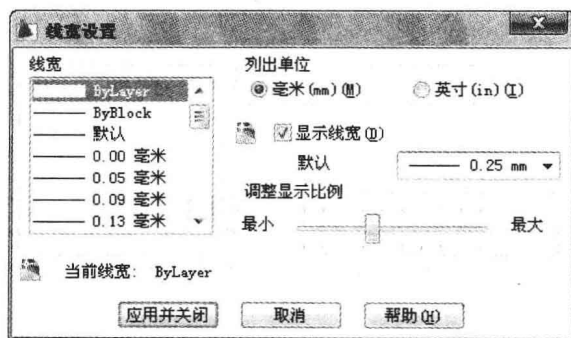 线宽设置
线宽
ByLayer
ByBlock
默认
0.00 毫米
0.05 毫米
0.09 毫米
0.13 毫米
列出单位
毫米(mm)(M)
英寸(in)(I)
显示线宽(D)
默认
0.25 mm
调整显示比例
最小
最大
当前线宽: ByLayer
应用并关闭
取消
帮助(H)